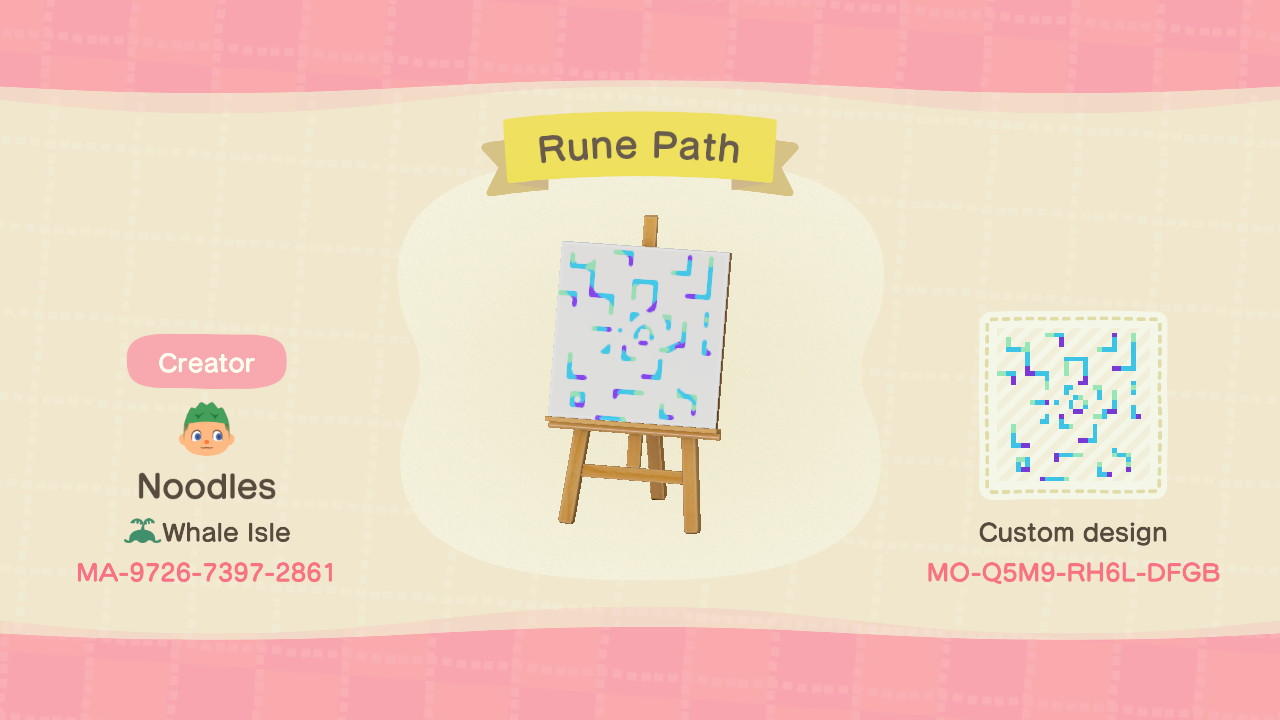 Rune Path
Creator
Noodles
Whale Isle
MA-9726-7397-2861
Custom design
MO-Q5M9-RH6L-DFGB